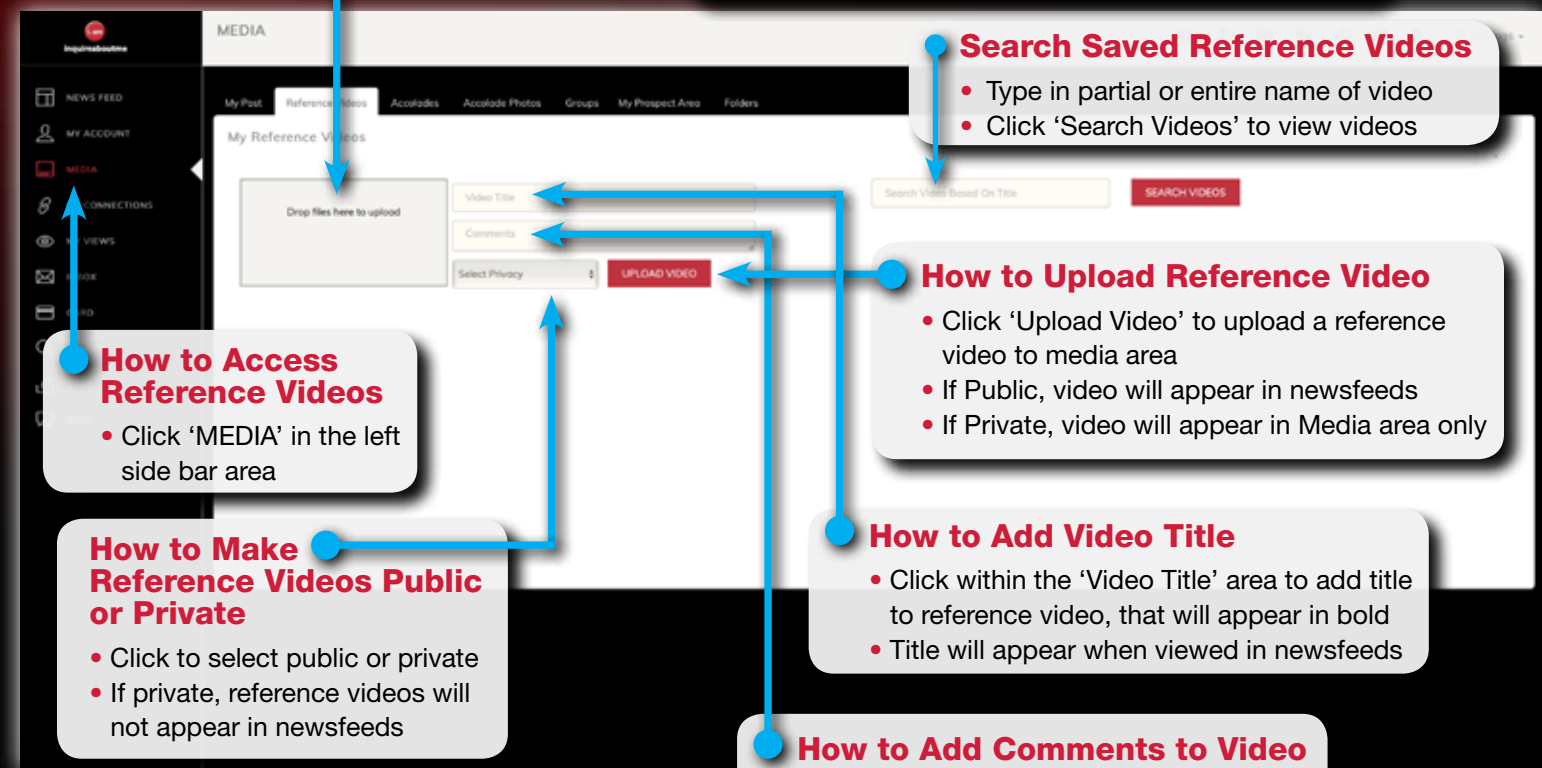 I am
inquireaboutme
MEDIA
Search Saved Reference Videos
• Type in partial or entire name of video
• Click ‘Search Videos’ to view videos
NEWS FEED
MY ACCOUNT
MEDIA
CONNECTIONS
MY VIEWS
My Post
Reference Videos
Accolades
Accolade Photos
Groups
My Prospect Area
Folders
My Reference Videos
Drop files here to upload
Video Title
Comments
Select Privacy
UPLOAD VIDEO
Search Video Based On Title
SEARCH VIDEOS
How to Upload Reference Video
• Click ‘Upload Video’ to upload a reference
video to media area
• If Public, video will appear in newsfeeds
• If Private, video will appear in Media area only
How to Access
Reference Videos
• Click ‘MEDIA’ in the left
side bar area
How to Make
Reference Videos Public
or Private
• Click to select public or private
• If private, reference videos will
not appear in newsfeeds
How to Add Video Title
• Click within the ‘Video Title’ area to add title
to reference video, that will appear in bold
• Title will appear when viewed in newsfeeds
How to Add Comments to Video